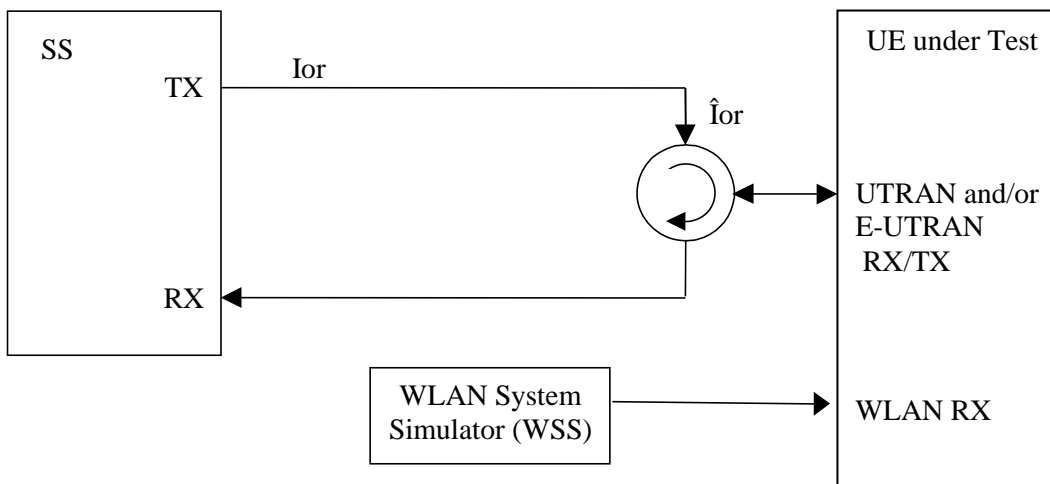 SS
UE under Test
TX
Ior
Îor
UTRAN and/or
E-UTRAN
RX/TX
RX
WLAN System
Simulator (WSS)
WLAN RX